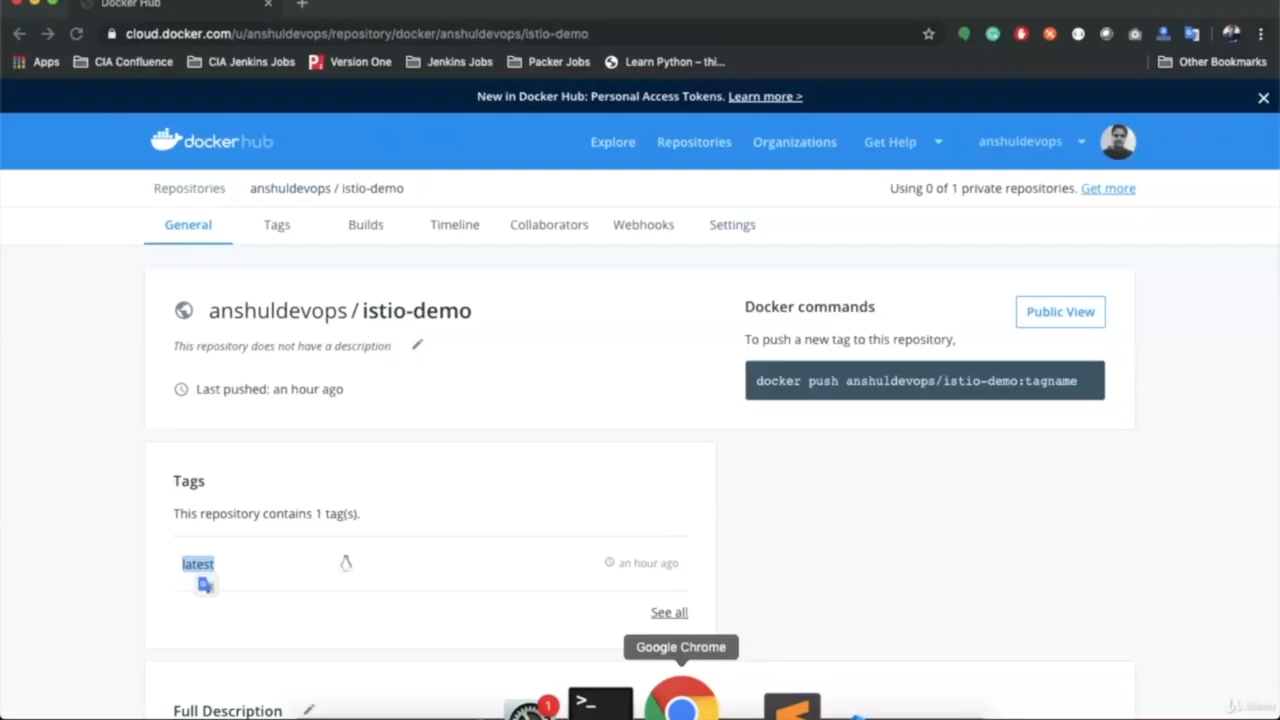 Docker Hub
cloud.docker.com/u/anshuldevops/repository/docker/anshuldevops/istio-demo
Apps CIA Confluence CIA Jenkins Jobs Version One Jenkins Jobs Packer Jobs Learn Python – thi... Other Bookmarks
New in Docker Hub: Personal Access Tokens. Learn more >
dockerhub Explore Repositories Organizations Get Help anshuldevops
Repositories anshuldevops / istio-demo Using 0 of 1 private repositories. Get more
General Tags Builds Timeline Collaborators Webhooks Settings
anshuldevops / istio-demo
This repository does not have a description
Last pushed: an hour ago
Docker commands
Public View
To push a new tag to this repository,
docker push anshuldevops/istio-demo:tagname
Tags
This repository contains 1 tag(s).
latest an hour ago
See all
Google Chrome
Full Description
1